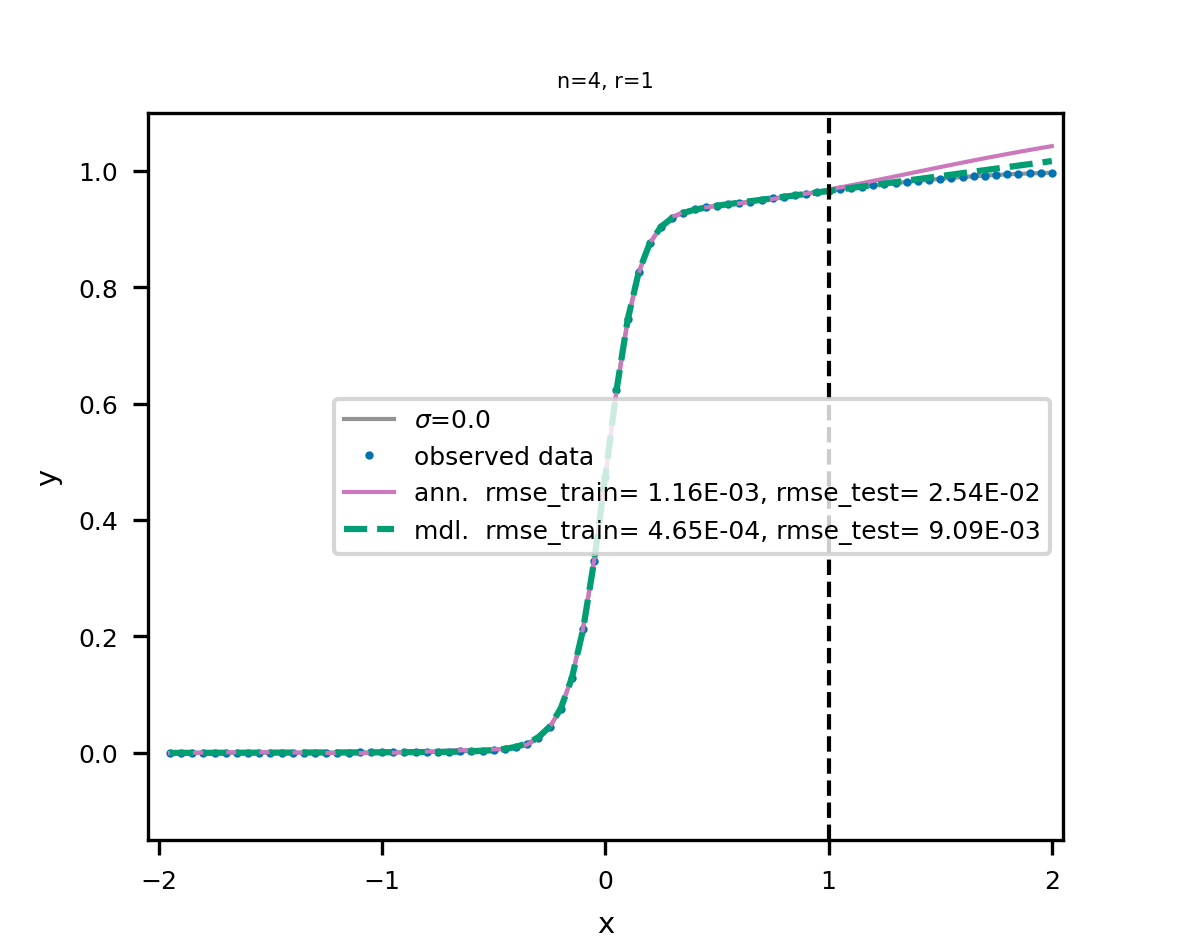 n=4, r=1
1.0
0.8
0.6
0.4
0.2
0.0
y
σ=0.0
observed data
ann.  rmse_train= 1.16E-03, rmse_test= 2.54E-02
mdl.  rmse_train= 4.65E-04, rmse_test= 9.09E-03
−2 −1 0 1 2
x